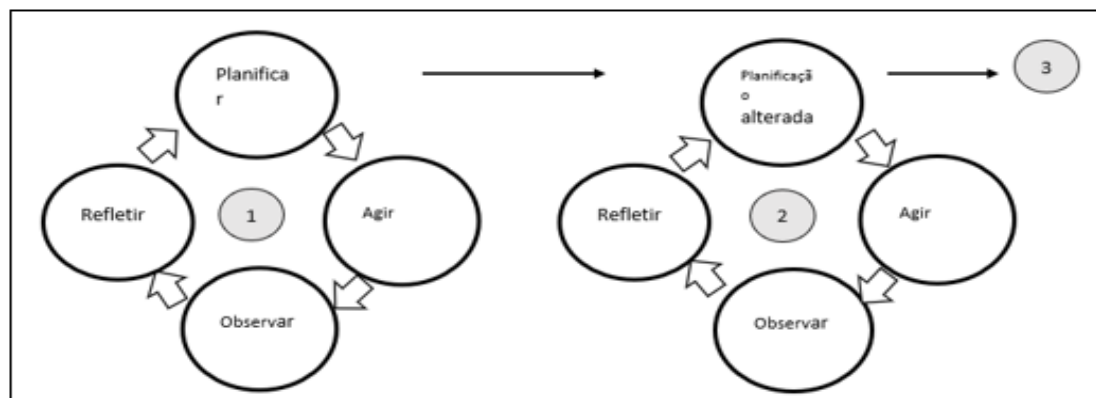 Planifica
r
Refletir
1
Agir
Observar
Planificaçã
o
alterada
Refletir
2
Agir
Observar
3